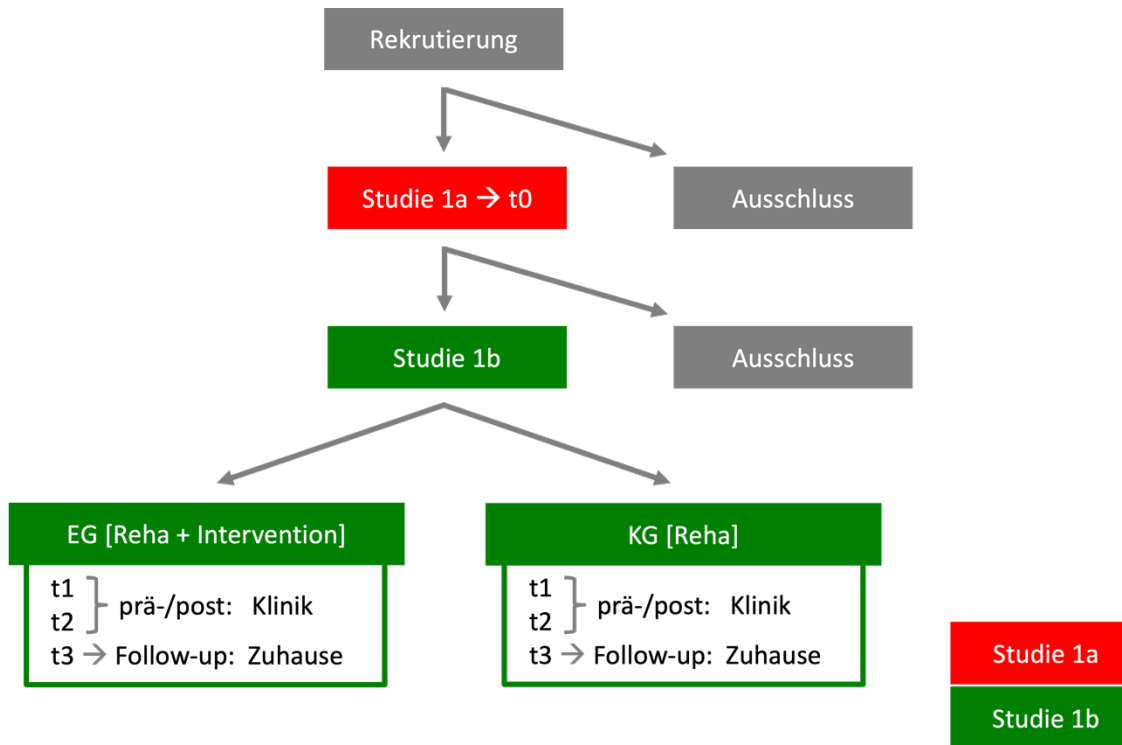 Rekrutierung
Studie 1a → t0
Ausschluss
Studie 1b
Ausschluss
EG [Reha + Intervention]
t1
t2
prä-/post: Klinik
t3 → Follow-up: Zuhause
KG [Reha]
t1
t2
prä-/post: Klinik
t3 → Follow-up: Zuhause
Studie 1a
Studie 1b